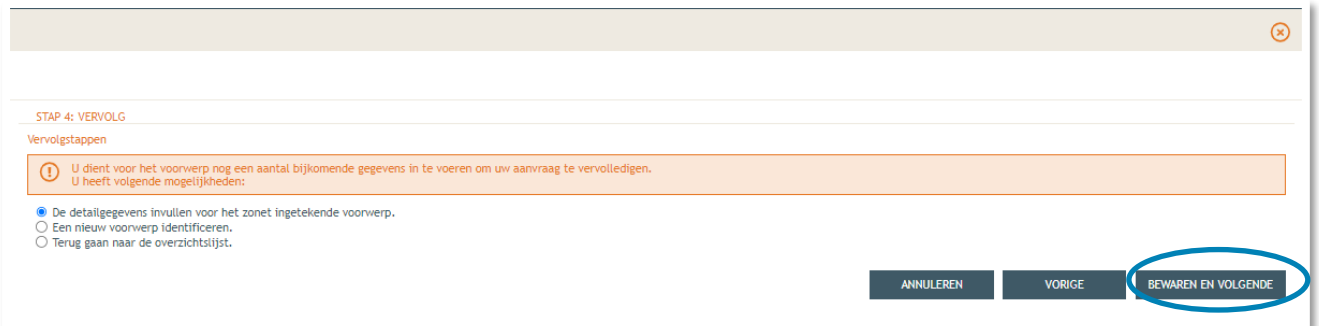 STAP 4: VERVOLG
Vervolgstappen
U dient voor het voorwerp nog een aantal bijkomende gegevens in te voeren om uw aanvraag te vervolledigen.
U heeft volgende mogelijkheden:
De detailgegevens invullen voor het zonet ingetekende voorwerp.
Een nieuw voorwerp identificeren.
Terug gaan naar de overzichtslijst.
ANNULEREN VORIGE BEWAREN EN VOLGENDE